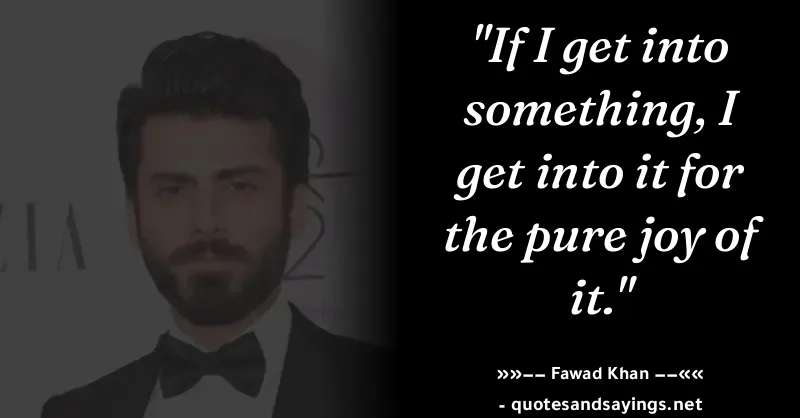 "If I get into
something, I
get into it for
the pure joy of
it."
»»−− Fawad Khan −−««
- quotesandsayings.net